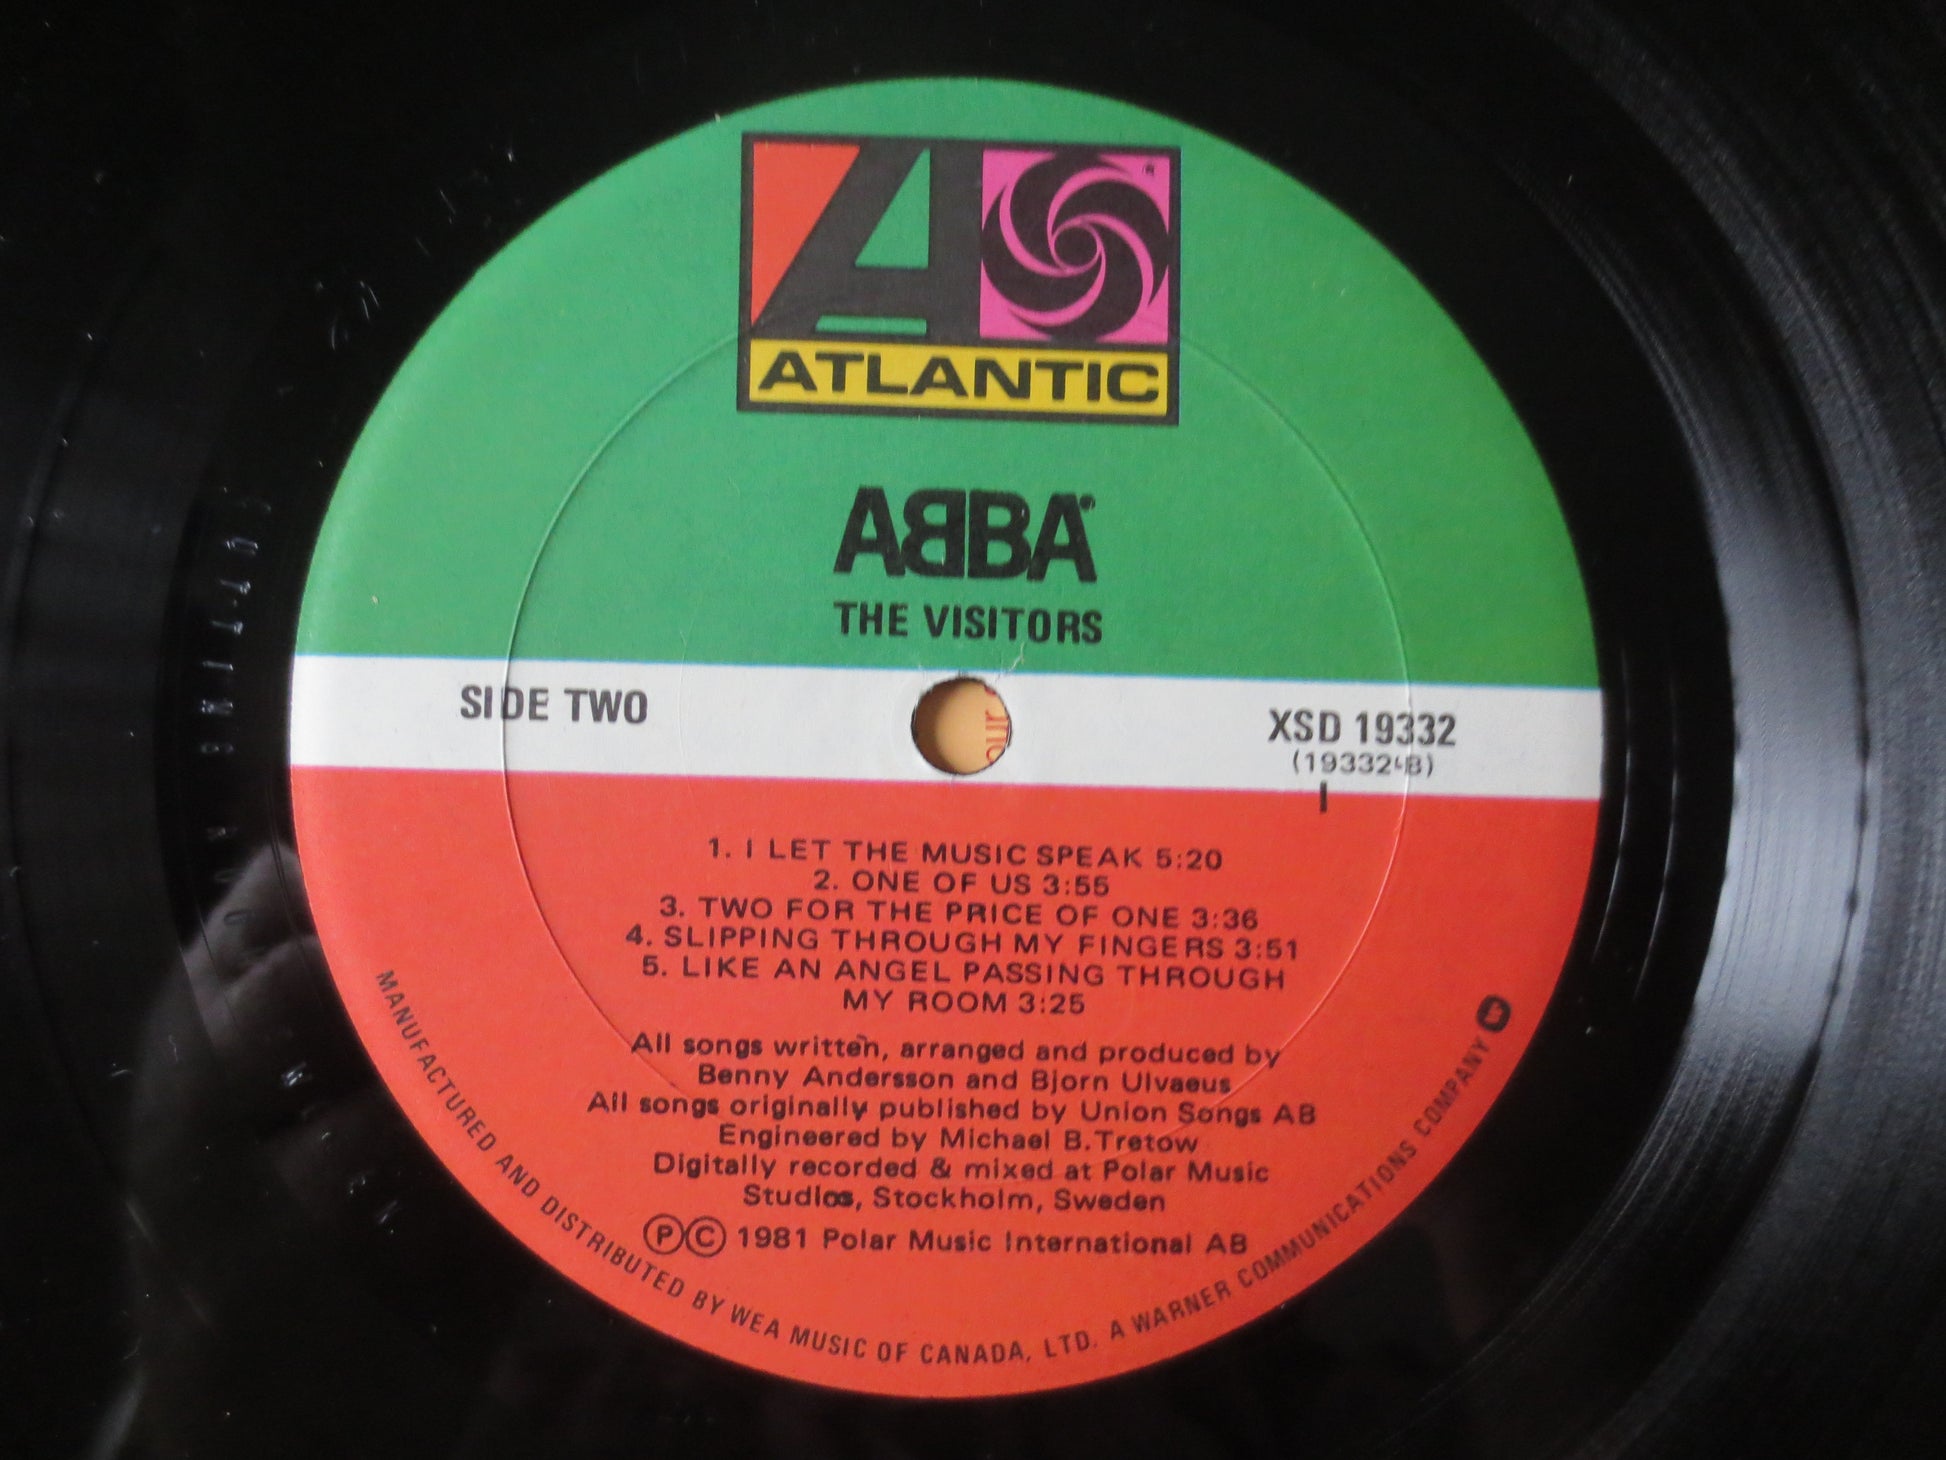 ATLANTIC
ABBA®
THE VISITORS
SIDE TWO
XSD 19332
(19332-B)
1. I LET THE MUSIC SPEAK 5:20
2. ONE OF US 3:55
3. TWO FOR THE PRICE OF ONE 3:36
4. SLIPPING THROUGH MY FINGERS 3:51
5. LIKE AN ANGEL PASSING THROUGH
MY ROOM 3:25
All songs written, arranged and produced by
Benny Andersson and Bjorn Ulvaeus
All songs originally published by Union Songs AB
Engineered by Michael B. Tretow
Digitally recorded & mixed at Polar Music
Studios, Stockholm, Sweden
Ⓟ© 1981 Polar Music International AB
MANUFACTURED AND DISTRIBUTED BY WEA MUSIC OF CANADA, LTD. A WARNER COMMUNICATIONS COMPANY